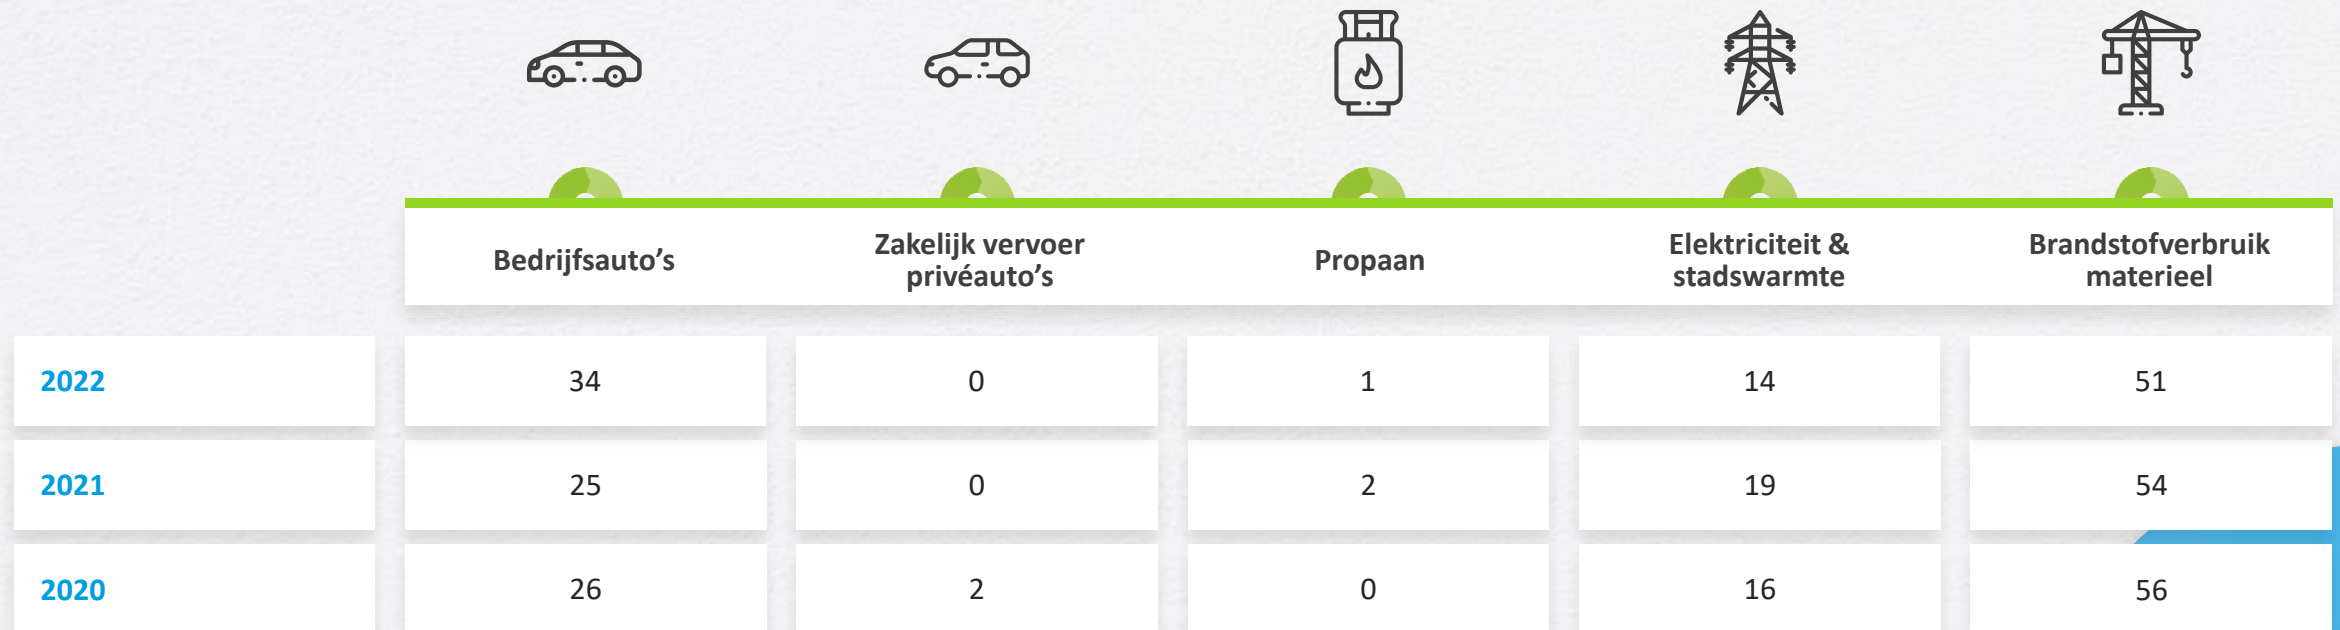 Bedrijfsauto’s
Zakelijk vervoer
privéauto’s
Propaan
Elektriciteit &
stadswarmte
Brandstofverbruik
materieel
2022 34 0 1 14 51
2021 25 0 2 19 54
2020 26 2 0 16 56